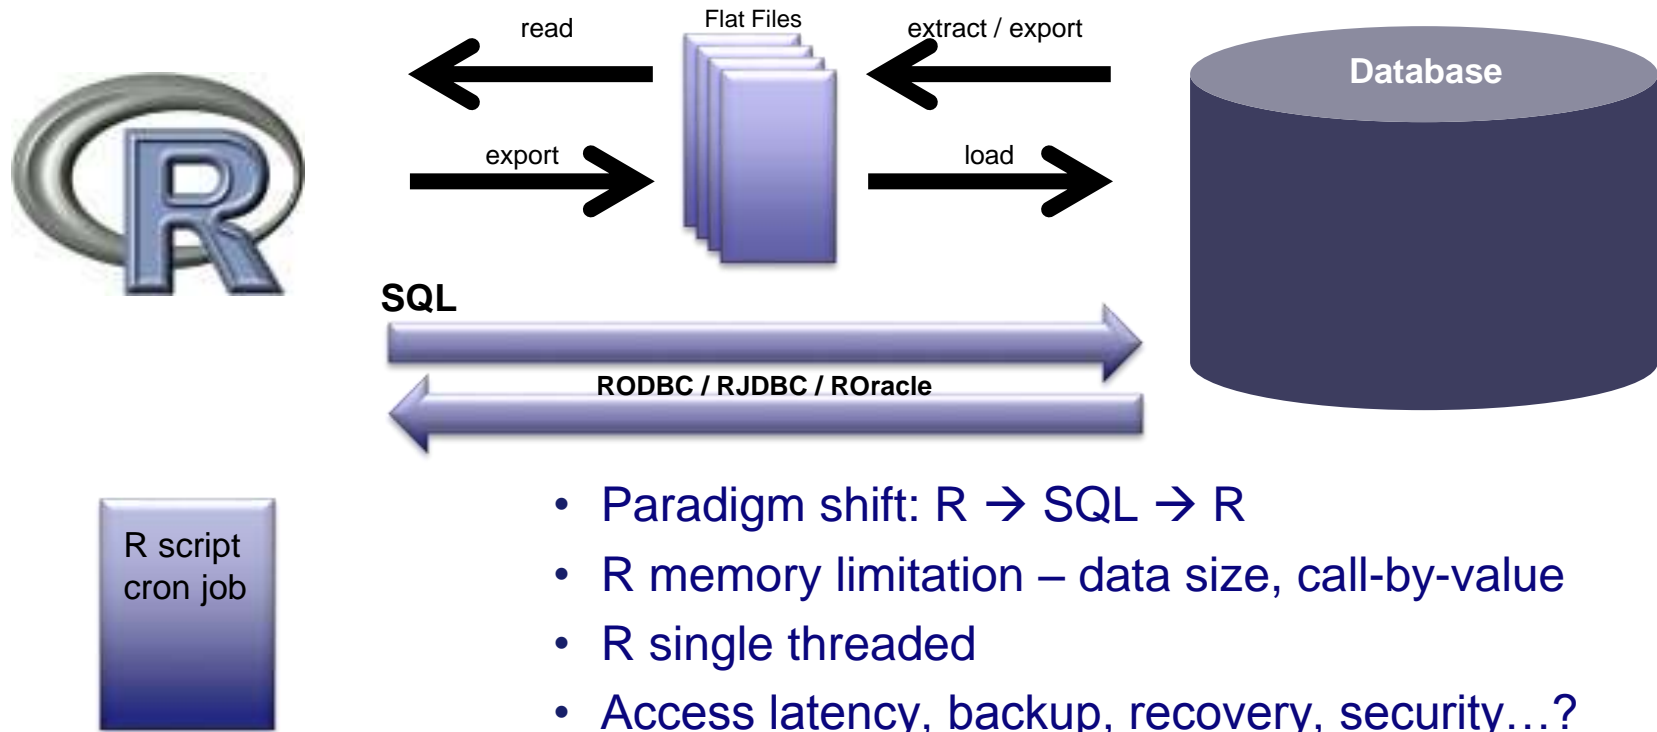 Flat Files
read
extract / export
Database
R
export
load
SQL
RODBC / RJDBC / ROracle
R script
cron job
• Paradigm shift: R → SQL → R
• R memory limitation – data size, call-by-value
• R single threaded
• Access latency, backup, recovery, security…?